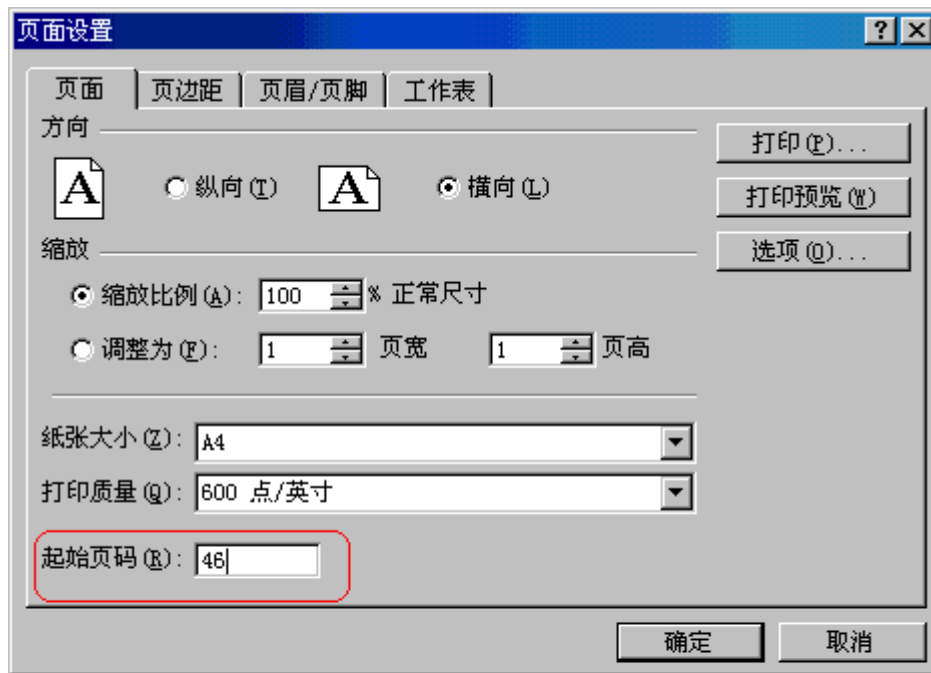 页面设置
页面 页边距 页眉/页脚 工作表
方向
打印(P)...
A 纵向(T) A 横向(L)
打印预览(W)
缩放
选项(O)...
缩放比例(A): 100 % 正常尺寸
调整为(F): 1 页宽 1 页高
纸张大小(Z): A4
打印质量(Q): 600 点/英寸
起始页码(R): 46
确定 取消